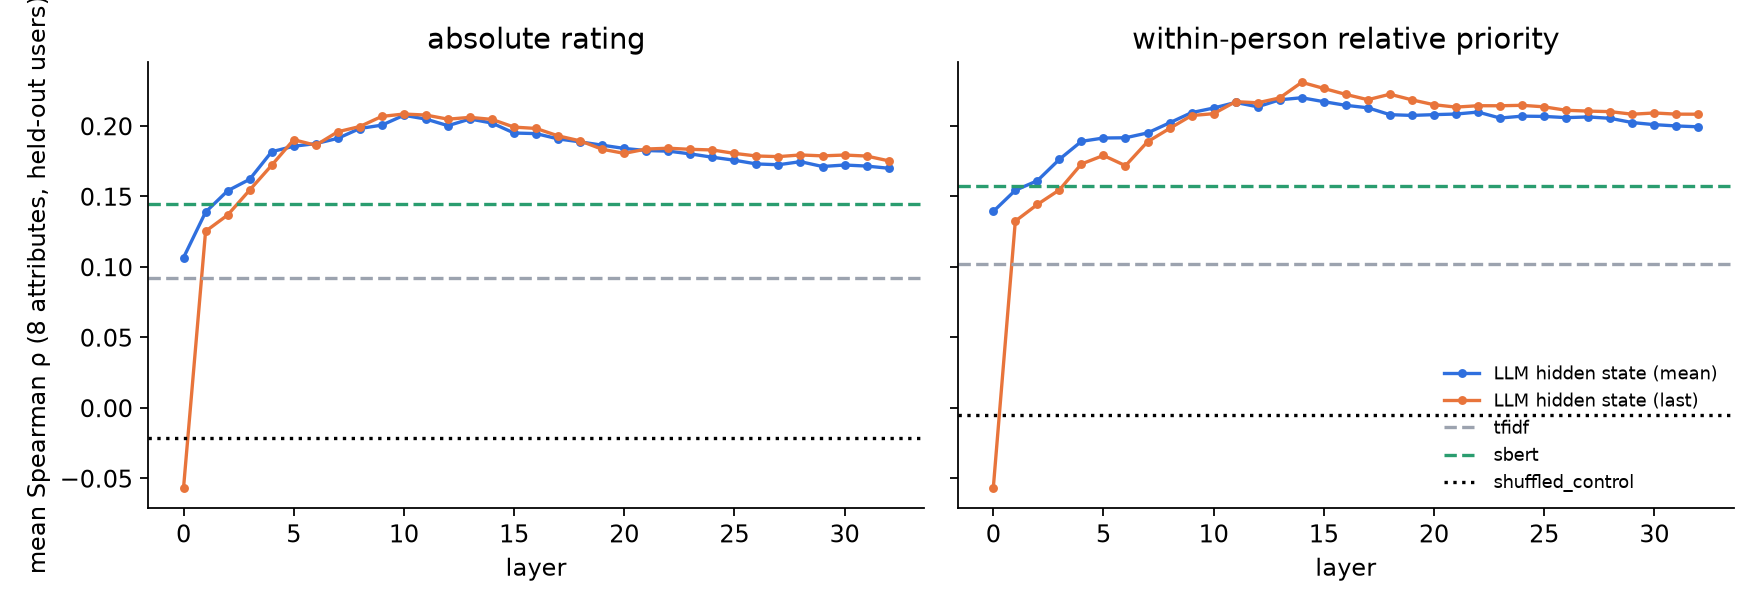 absolute rating
within-person relative priority
mean Spearman ρ (8 attributes, held-out users)
0.20
0.15
0.10
0.05
0.00
−0.05
0 5 10 15 20 25 30
0 5 10 15 20 25 30
layer
layer
LLM hidden state (mean)
LLM hidden state (last)
tfidf
sbert
shuffled_control